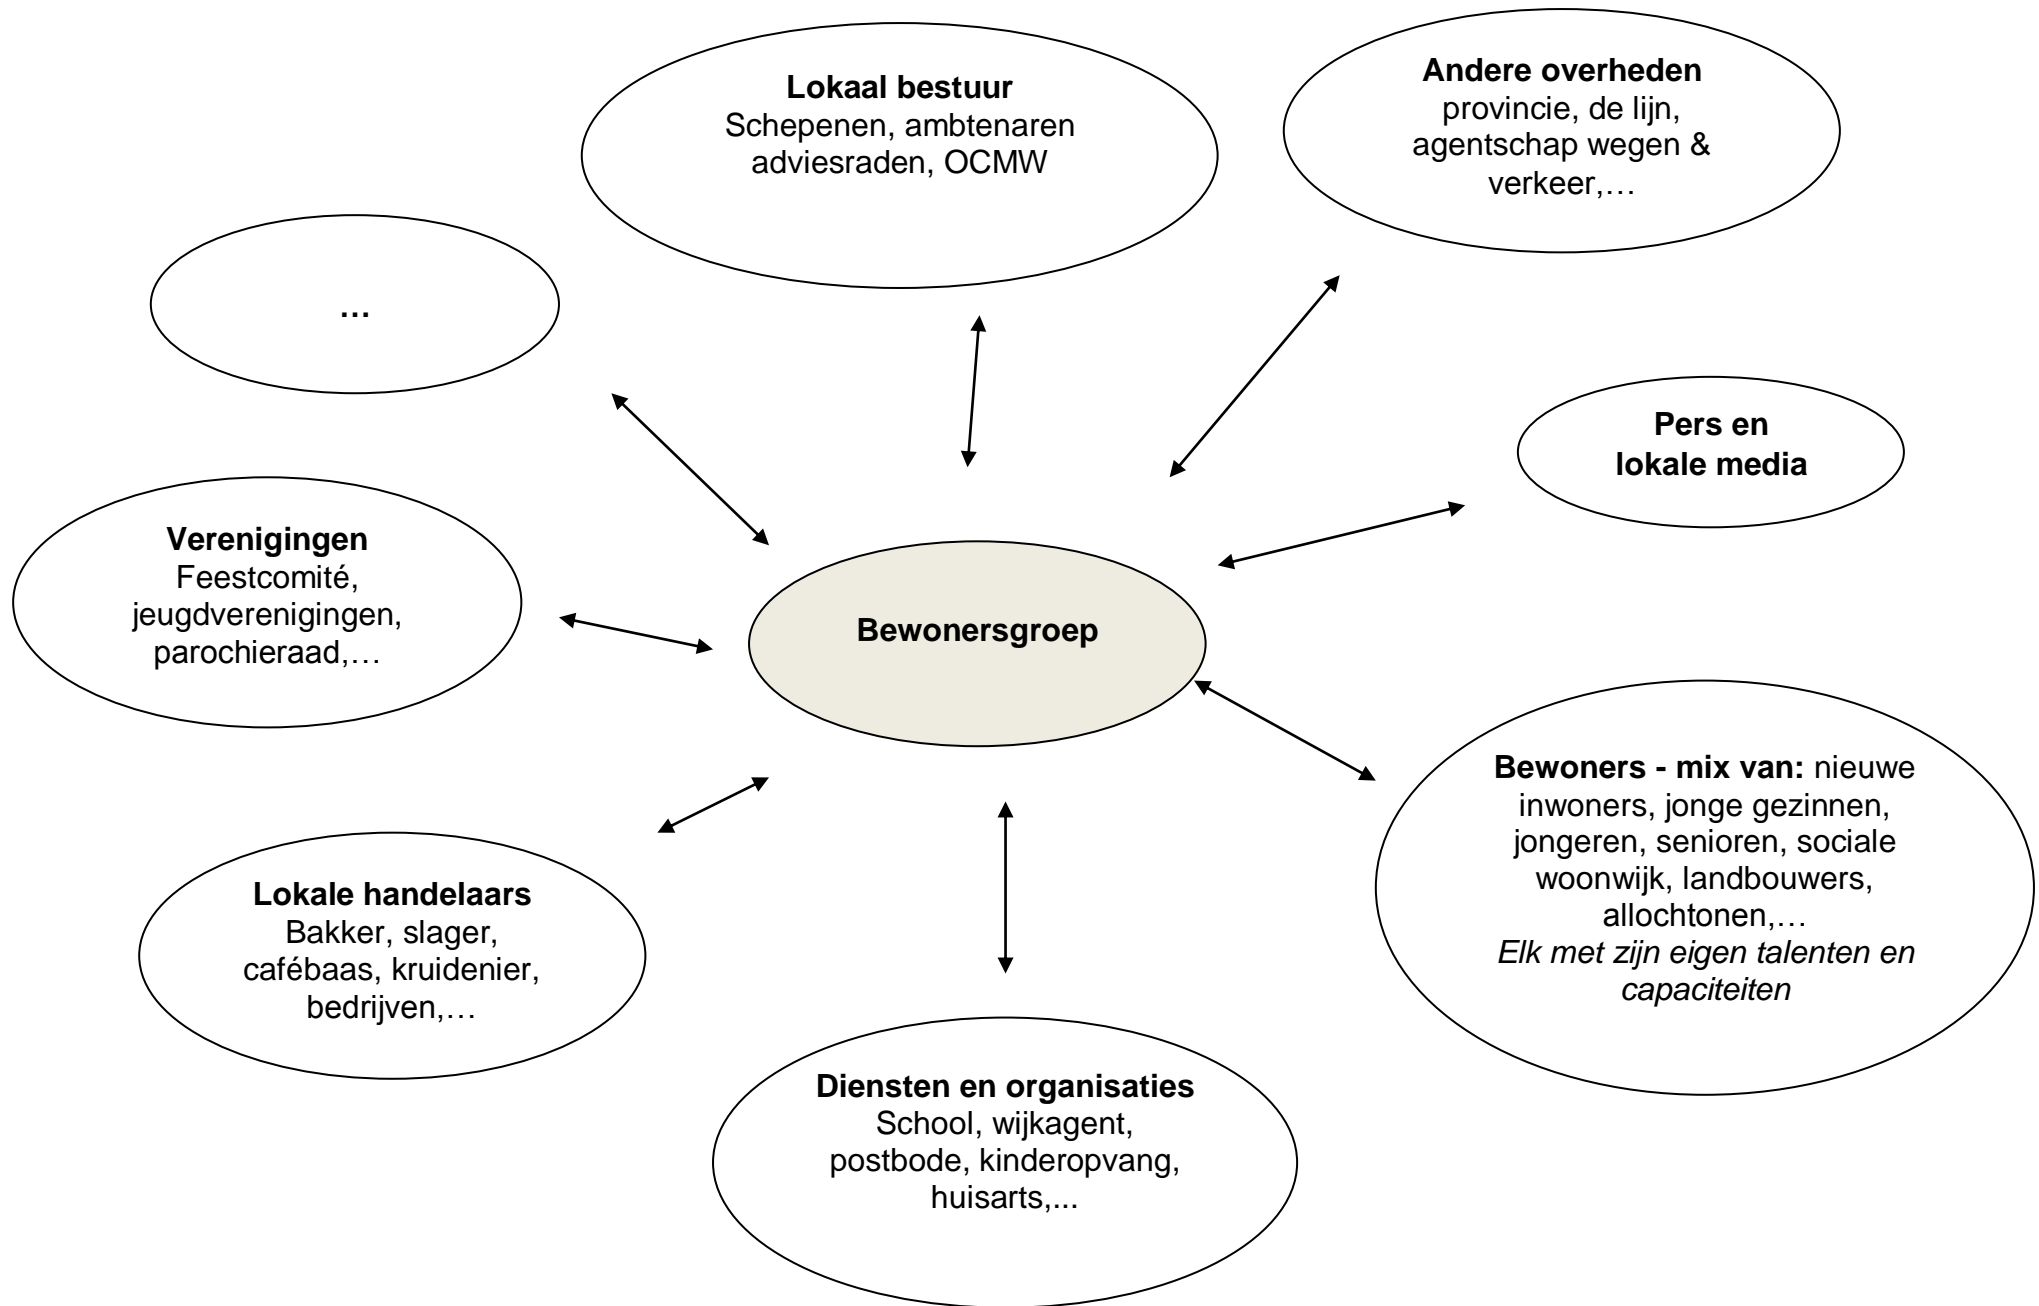 Lokaal bestuur
Schepenen, ambtenaren
adviesraden, OCMW
Andere overheden
provincie, de lijn,
agentschap wegen &
verkeer,…
…
Pers en
lokale media
Verenigingen
Feestcomité,
jeugdverenigingen,
parochieraad,…
Bewonersgroep
Bewoners - mix van: nieuwe
inwoners, jonge gezinnen,
jongeren, senioren, sociale
woonwijk, landbouwers,
allochtonen,…
Elk met zijn eigen talenten en
capaciteiten
Lokale handelaars
Bakker, slager,
cafébaas, kruidenier,
bedrijven,…
Diensten en organisaties
School, wijkagent,
postbode, kinderopvang,
huisarts,...